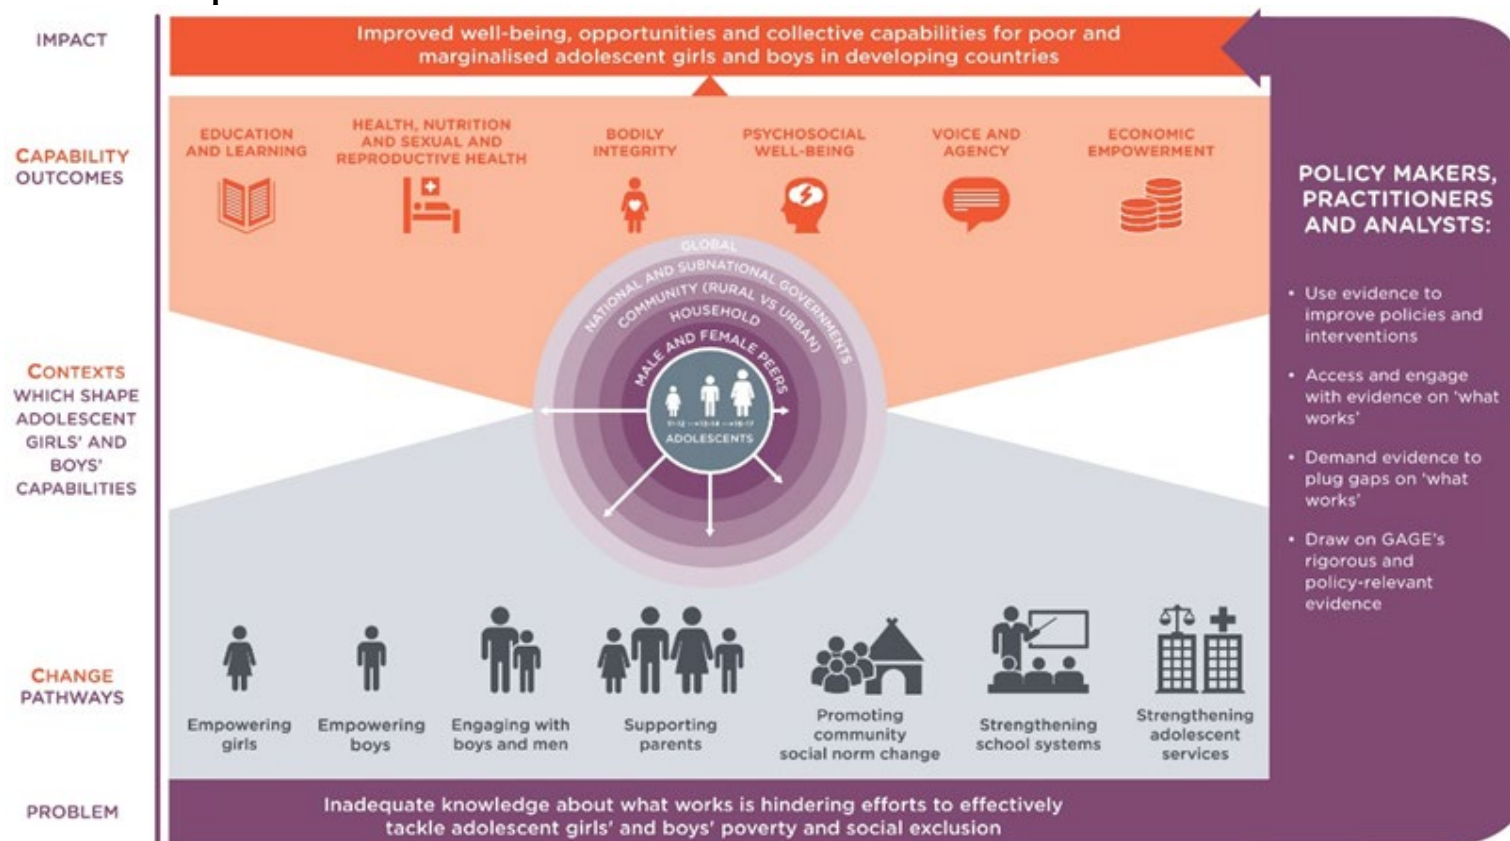 IMPACT
Improved well-being, opportunities and collective capabilities for poor and
marginalised adolescent girls and boys in developing countries
CAPABILITY
OUTCOMES
EDUCATION
AND LEARNING
HEALTH, NUTRITION
AND SEXUAL AND
REPRODUCTIVE HEALTH
BODILY
INTEGRITY
PSYCHOSOCIAL
WELL-BEING
VOICE AND
AGENCY
ECONOMIC
EMPOWERMENT
CONTEXTS
WHICH SHAPE
ADOLESCENT
GIRLS' AND
BOYS'
CAPABILITIES
GLOBAL
NATIONAL AND SUBNATIONAL GOVERNMENTS
COMMUNITY (RURAL VS URBAN)
HOUSEHOLD
MALE AND FEMALE PEERS
ADOLESCENTS
CHANGE
PATHWAYS
Empowering
girls
Empowering
boys
Engaging with
boys and men
Supporting
parents
Promoting
community
social norm change
Strengthening
school systems
Strengthening
adolescent
services
PROBLEM
Inadequate knowledge about what works is hindering efforts to effectively
tackle adolescent girls' and boys' poverty and social exclusion
POLICY MAKERS,
PRACTITIONERS
AND ANALYSTS:
• Use evidence to
improve policies and
interventions
• Access and engage
with evidence on 'what
works'
• Demand evidence to
plug gaps on 'what
works'
• Draw on GAGE's
rigorous and
policy-relevant
evidence